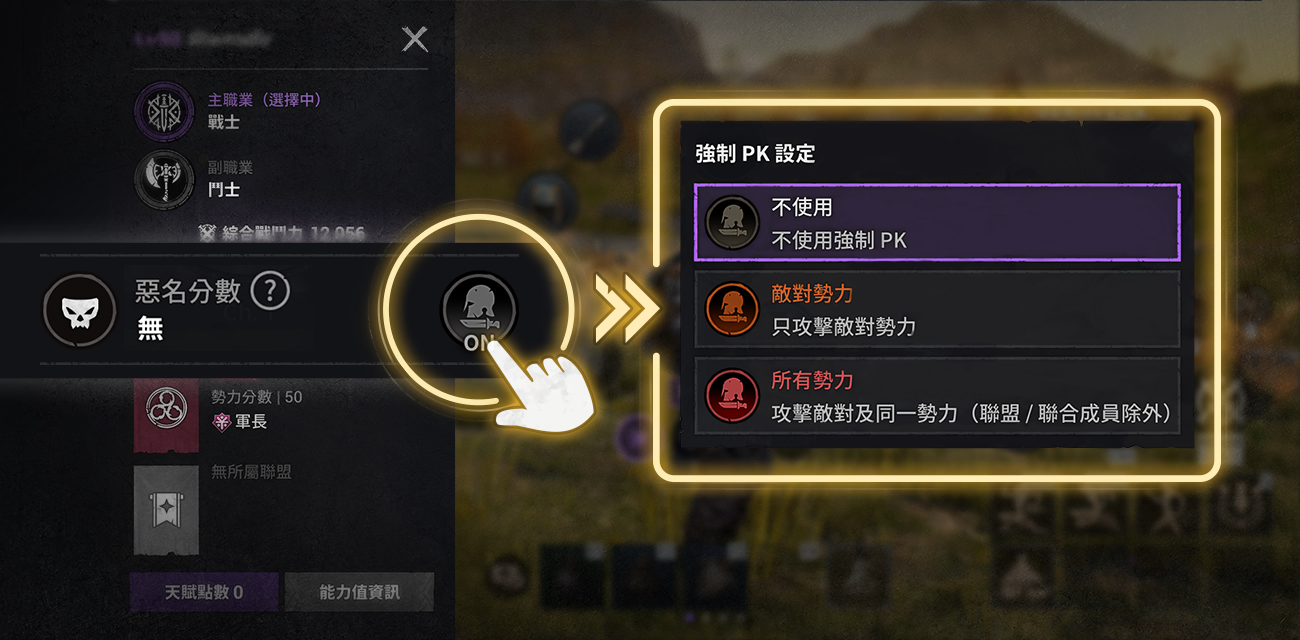 主職業（選擇中）
戰士
副職業
鬥士
綜合戰鬥力 12,056
惡名分數 ?
無
ON
勢力分數 | 50
軍長
無所屬聯盟
天賦點數 0
能力值資訊
強制 PK 設定
不使用
不使用強制 PK
敵對勢力
只攻擊敵對勢力
所有勢力
攻擊敵對及同一勢力（聯盟 / 聯合成員除外）